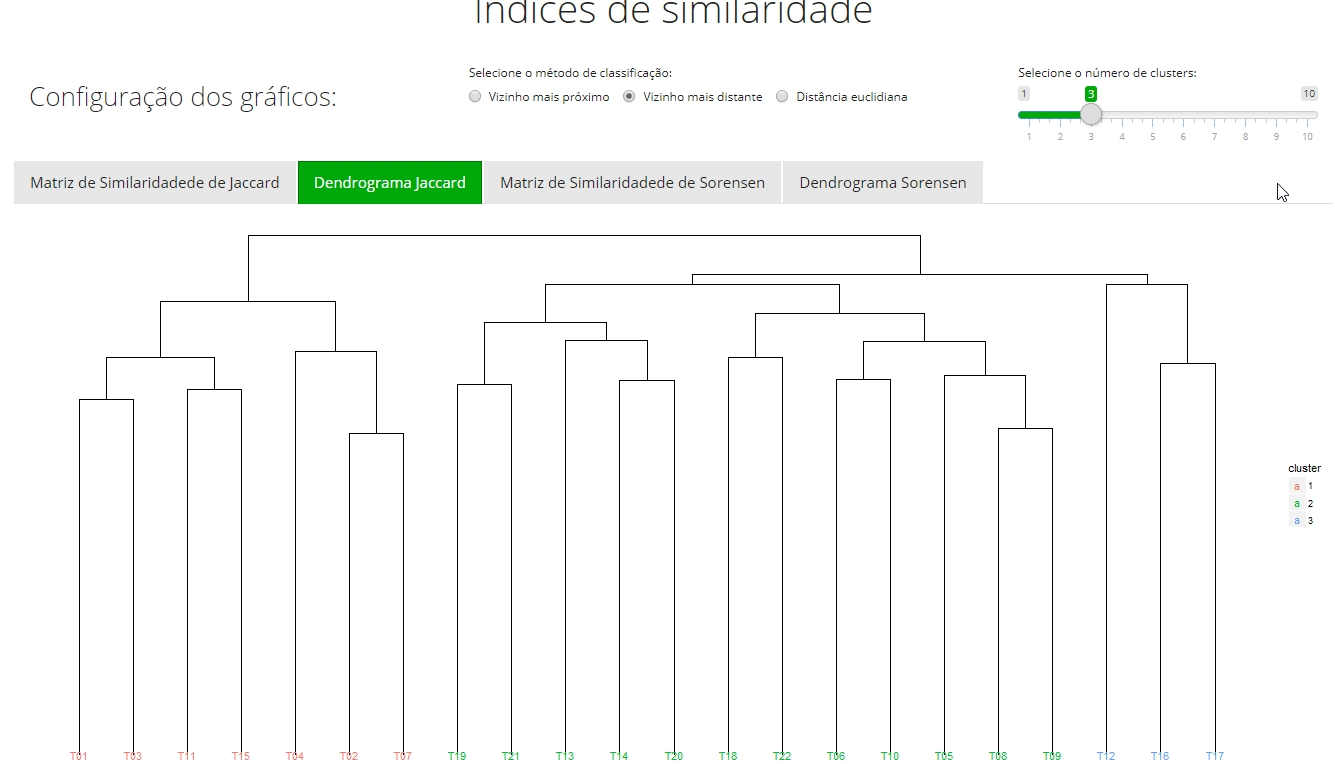 Índices de similaridade
Configuração dos gráficos:
Selecione o método de classificação:
Vizinho mais próximo Vizinho mais distante Distância euclidiana
Selecione o número de clusters:
1 3 10
1 2 3 4 5 6 7 8 9 10
Matriz de Similaridadede de Jaccard Dendrograma Jaccard Matriz de Similaridadede de Sorensen Dendrograma Sorensen
cluster
a 1
a 2
a 3
T01 T03 T11 T15 T04 T02 T07 T19 T21 T13 T14 T20 T18 T22 T06 T10 T05 T08 T09 T12 T16 T17